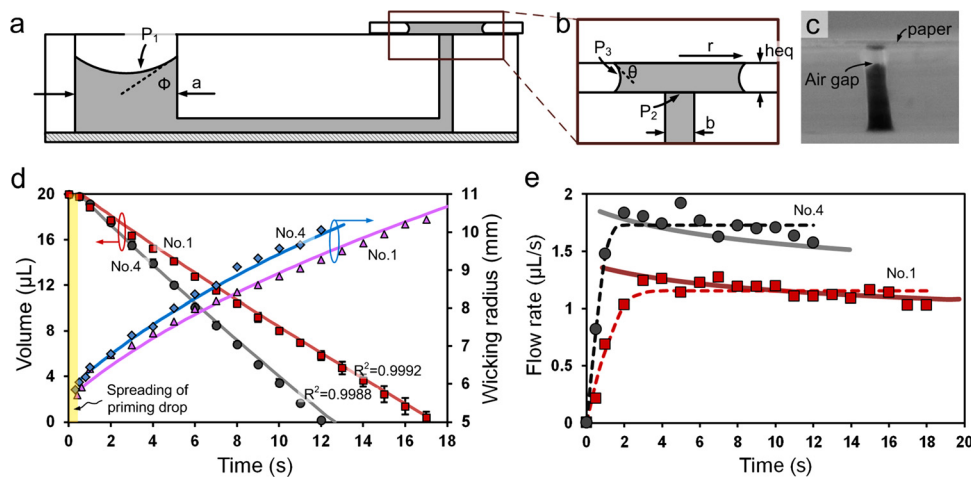 a
P1
Φ
a
b
r
heq
P3
θ
P2
b
c
paper
Air gap
d
20
16
12
8
4
0
Volume (µL)
No.4
No.1
No.4
No.1
R²=0.9992
R²=0.9988
Spreading of
priming drop
11
10
9
8
7
6
5
Wicking radius (mm)
0 2 4 6 8 10 12 14 16 18
Time (s)
e
2
1.5
1
0.5
0
Flow rate (µL/s)
No.4
No.1
0 2 4 6 8 10 12 14 16 18 20
Time (s)